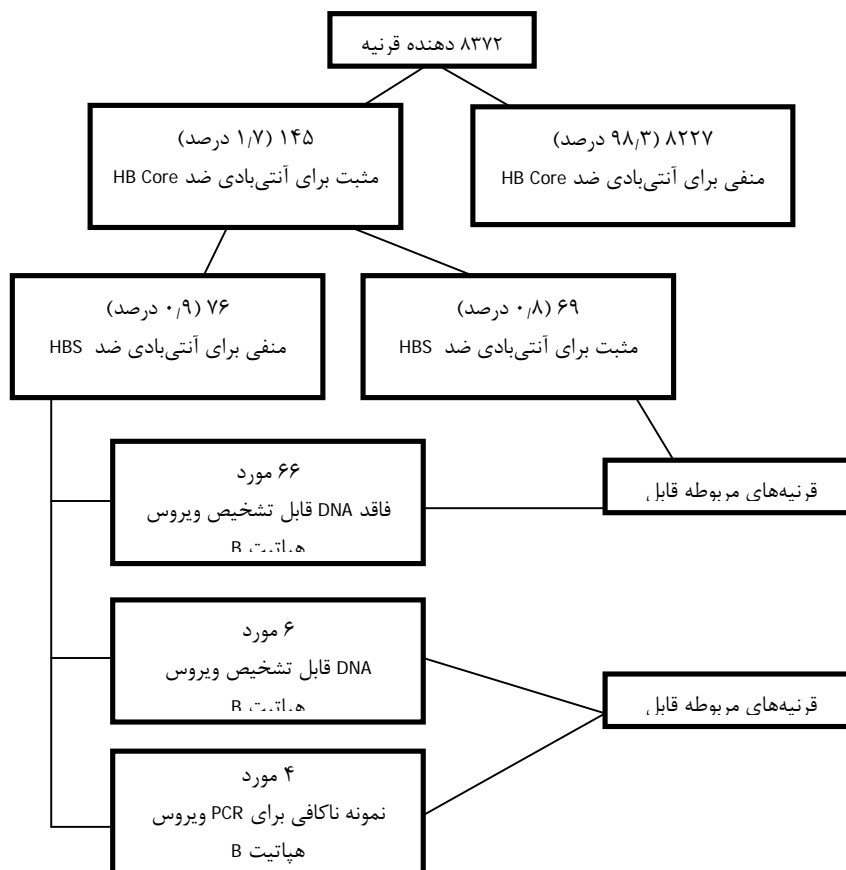 ۸۳۷۲ دهنده قرنیه
۱۴۵ (۱٫۷ درصد)
مثبت برای آنتی‌بادی ضد HB Core
۸۲۲۷ (۹۸٫۳ درصد)
منفی برای آنتی‌بادی ضد HB Core
۷۶ (۰٫۹ درصد)
منفی برای آنتی‌بادی ضد HBS
۶۹ (۰٫۸ درصد)
مثبت برای آنتی‌بادی ضد HBS
۶۶ مورد
فاقد DNA قابل تشخیص ویروس
هپاتیت B
قرنیه‌های مربوطه قابل
۶ مورد
DNA قابل تشخیص ویروس
هپاتیت B
قرنیه‌های مربوطه قابل
۴ مورد
نمونه ناکافی برای PCR ویروس
هپاتیت B